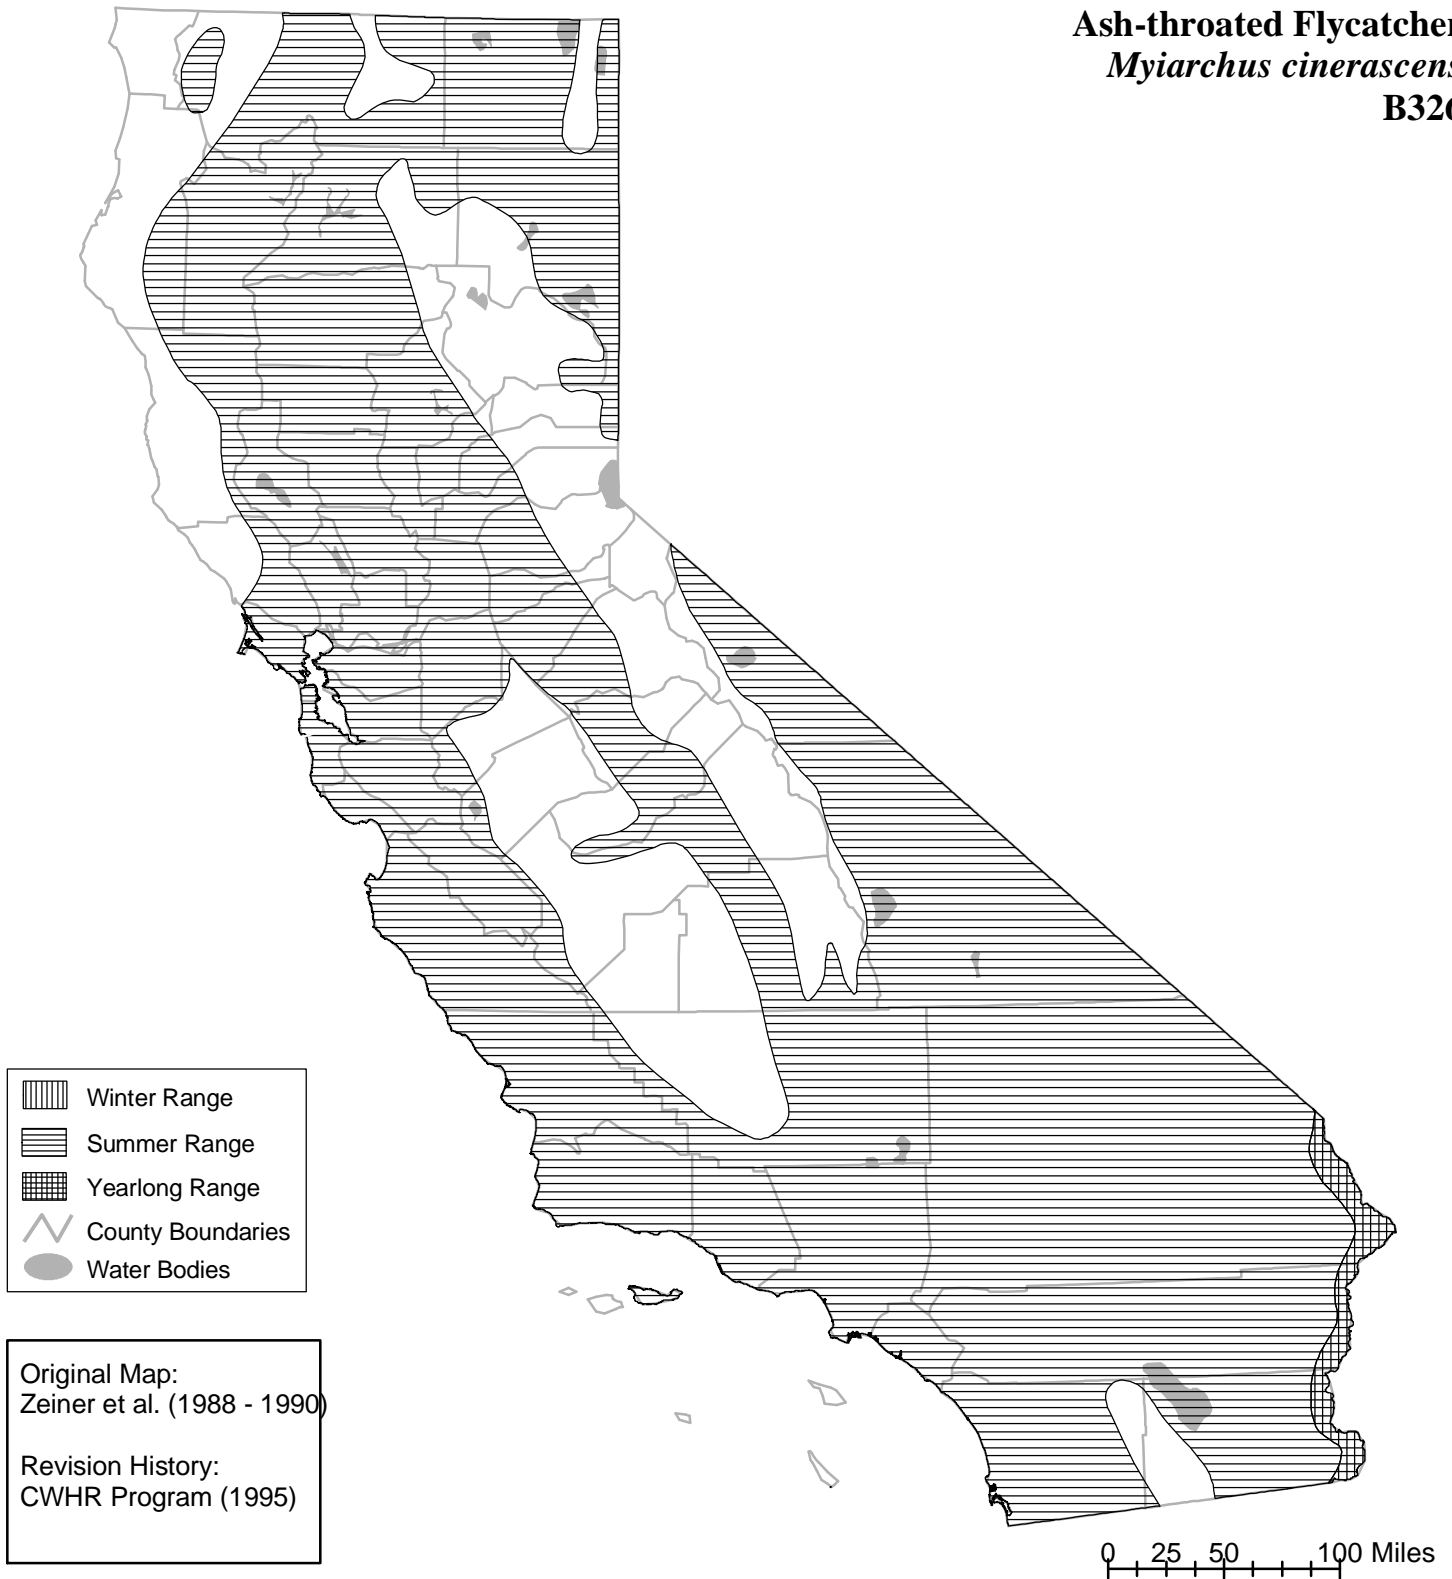 Ash-throated Flycatcher
Myiarchus cinerascens
B326
Winter Range
Summer Range
Yearlong Range
County Boundaries
Water Bodies
Original Map:
Zeiner et al. (1988 - 1990)
Revision History:
CWHR Program (1995)
0 25 50 100 Miles